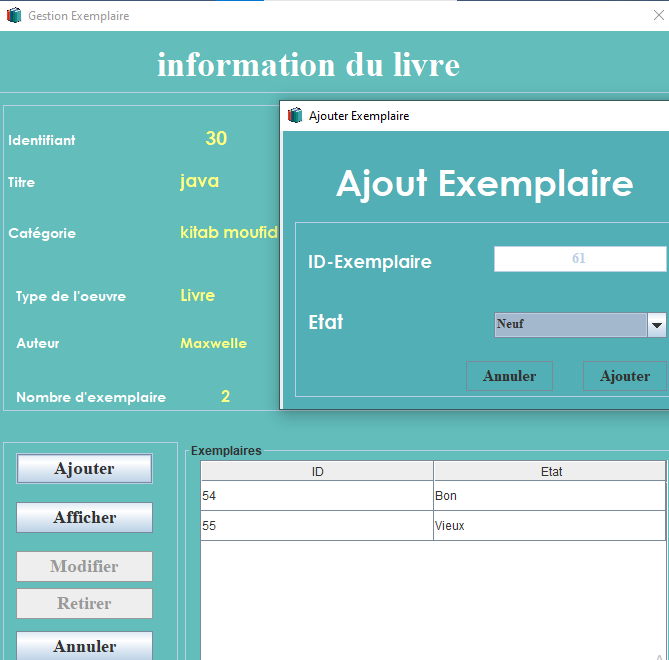 Gestion Exemplaire
information du livre
Identifiant 30
Titre java
Catégorie kitab moufid
Type de l'oeuvre Livre
Auteur Maxwelle
Nombre d'exemplaire 2
Ajouter Exemplaire
Ajout Exemplaire
ID-Exemplaire 61
Etat Neuf
Annuler Ajouter
Ajouter
Afficher
Modifier
Retirer
Annuler
Exemplaires
ID Etat
54 Bon
55 Vieux